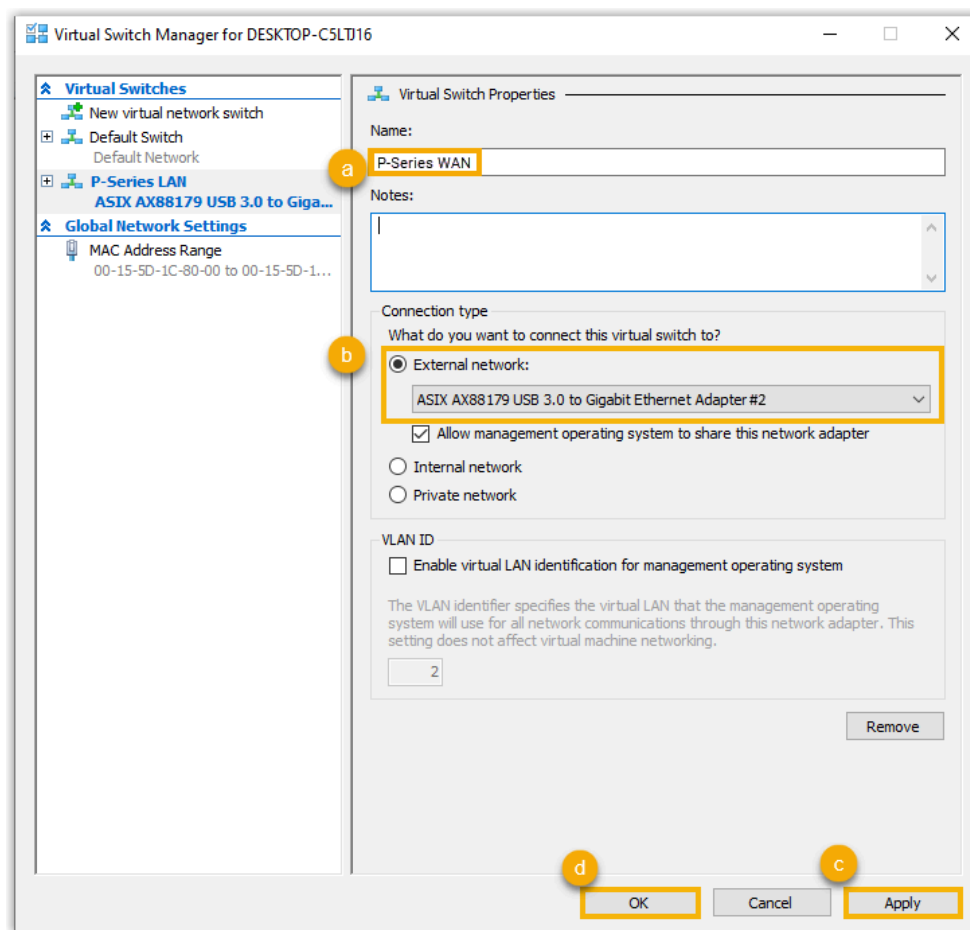 Virtual Switch Manager for DESKTOP-C5LTJ16
Virtual Switches
New virtual network switch
Default Switch
Default Network
P-Series LAN
ASIX AX88179 USB 3.0 to Giga...
Global Network Settings
MAC Address Range
00-15-5D-1C-80-00 to 00-15-5D-1...
Virtual Switch Properties
Name:
a
P-Series WAN
Notes:
Connection type
What do you want to connect this virtual switch to?
b
External network:
ASIX AX88179 USB 3.0 to Gigabit Ethernet Adapter #2
Allow management operating system to share this network adapter
Internal network
Private network
VLAN ID
Enable virtual LAN identification for management operating system
The VLAN identifier specifies the virtual LAN that the management operating
system will use for all network communications through this network adapter. This
setting does not affect virtual machine networking.
2
Remove
d
c
OK
Cancel
Apply